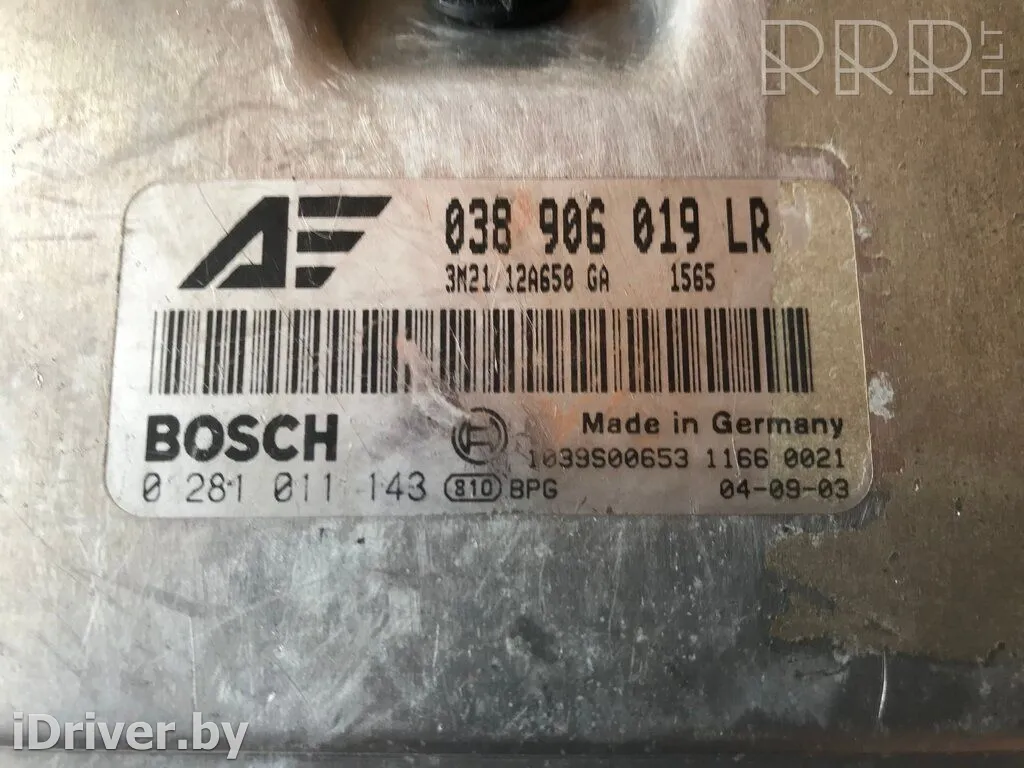 RRR.LT
AF 038 906 019 LR
3M21 12A650 GA 1565
BOSCH Made in Germany
1039S00653 1166 0021
0 281 011 143 810 BPG 04-09-03
iDriver.by